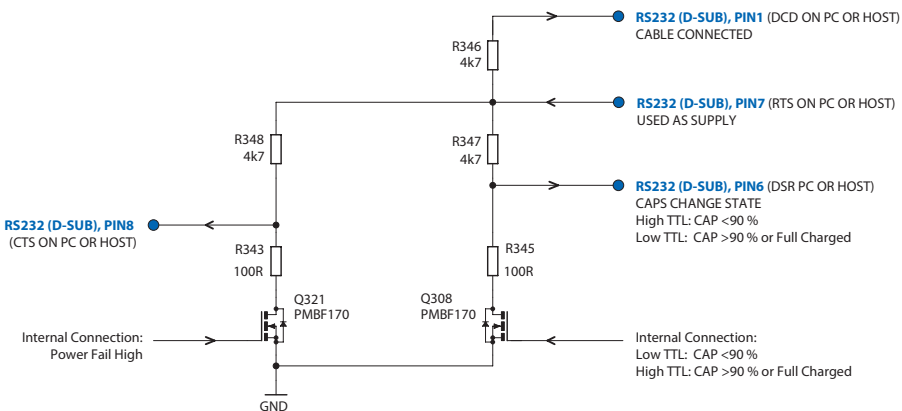 RS232 (D-SUB), PIN1 (DCD ON PC OR HOST)
CABLE CONNECTED
R346
4k7
RS232 (D-SUB), PIN7 (RTS ON PC OR HOST)
USED AS SUPPLY
R348
4k7
R347
4k7
RS232 (D-SUB), PIN6 (DSR PC OR HOST)
CAPS CHANGE STATE
High TTL: CAP <90 %
Low TTL: CAP >90 % or Full Charged
RS232 (D-SUB), PIN8
(CTS ON PC OR HOST)
R343
100R
R345
100R
Q321
PMBF170
Q308
PMBF170
Internal Connection:
Power Fail High
Internal Connection:
Low TTL: CAP <90 %
High TTL: CAP >90 % or Full Charged
GND